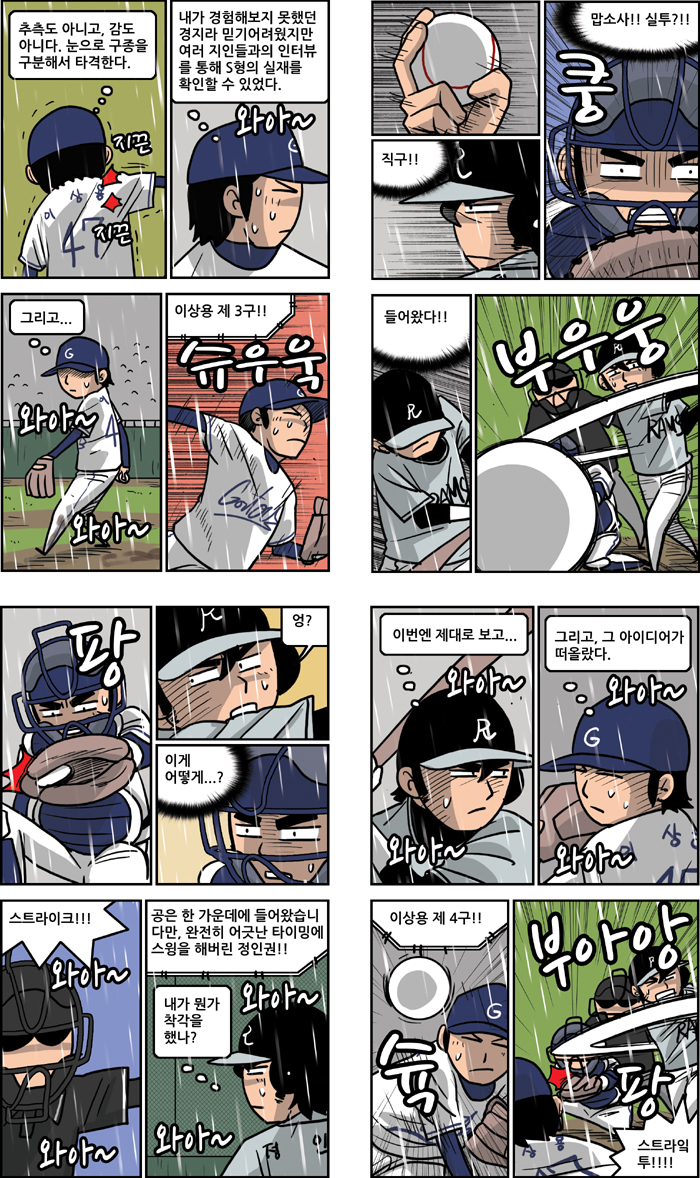 추측도 아니고, 감도
아니다. 눈으로 구종을
구분해서 타격한다.
지끈
이상용
47
지끈
내가 경험해보지 못했던
경지라 믿기어려웠지만
여러 지인들과의 인터뷰
를 통해 S형의 실재를
확인할 수 있었다.
와아~
G
그리고...
G
와아~
4
와아~
이상용 제 3구!!
슈우욱
G
직구!!
맙소사!! 실투?!!
쿵
들어왔다!!
R
RAMS
부우웅
R
RAMS
팡
R
엉?
이게
어떻게...?
스트라이크!!!
와아~
와아~
공은 한 가운데에 들어왔습니
다만, 완전히 어긋난 타이밍에
스윙을 해버린 정인권!!
내가 뭔가
착각을
했나?
와아~
와아~
정인
이번엔 제대로 보고...
와아~
R
와아~
그리고, 그 아이디어가
떠올랐다.
와아~
G
와아~
이상
이상용 제 4구!!
G
슉
부아앙
R
팡
스트라잌
투!!!!